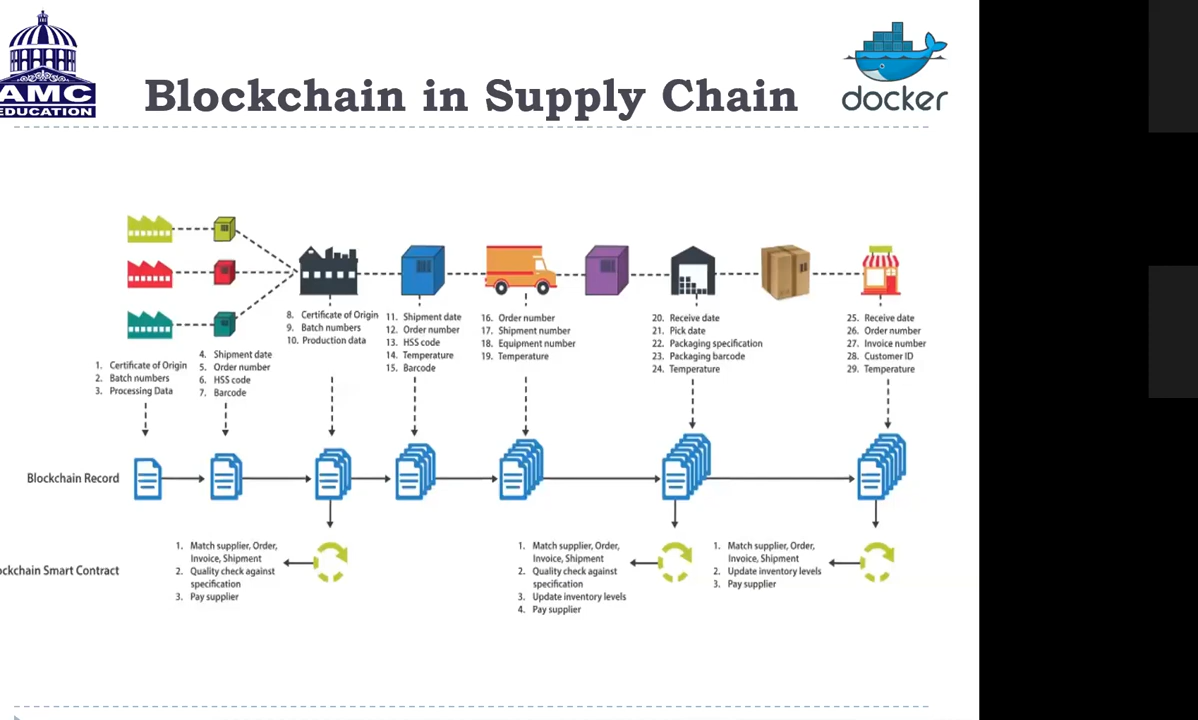 AMC
EDUCATION
Blockchain in Supply Chain
docker
1. Certificate of Origin
2. Batch numbers
3. Processing Data
4. Shipment date
5. Order number
6. HSS code
7. Barcode
8. Certificate of Origin
9. Batch numbers
10. Production data
11. Shipment date
12. Order number
13. HSS code
14. Temperature
15. Barcode
16. Order number
17. Shipment number
18. Equipment number
19. Temperature
20. Receive date
21. Pick date
22. Packaging specification
23. Packaging barcode
24. Temperature
25. Receive date
26. Order number
27. Invoice number
28. Customer ID
29. Temperature
Blockchain Record
ockchain Smart Contract
1. Match supplier, Order,
Invoice, Shipment
2. Quality check against
specification
3. Pay supplier
1. Match supplier, Order,
Invoice, Shipment
2. Quality check against
specification
3. Update inventory levels
4. Pay supplier
1. Match supplier, Order,
Invoice, Shipment
2. Update inventory levels
3. Pay supplier